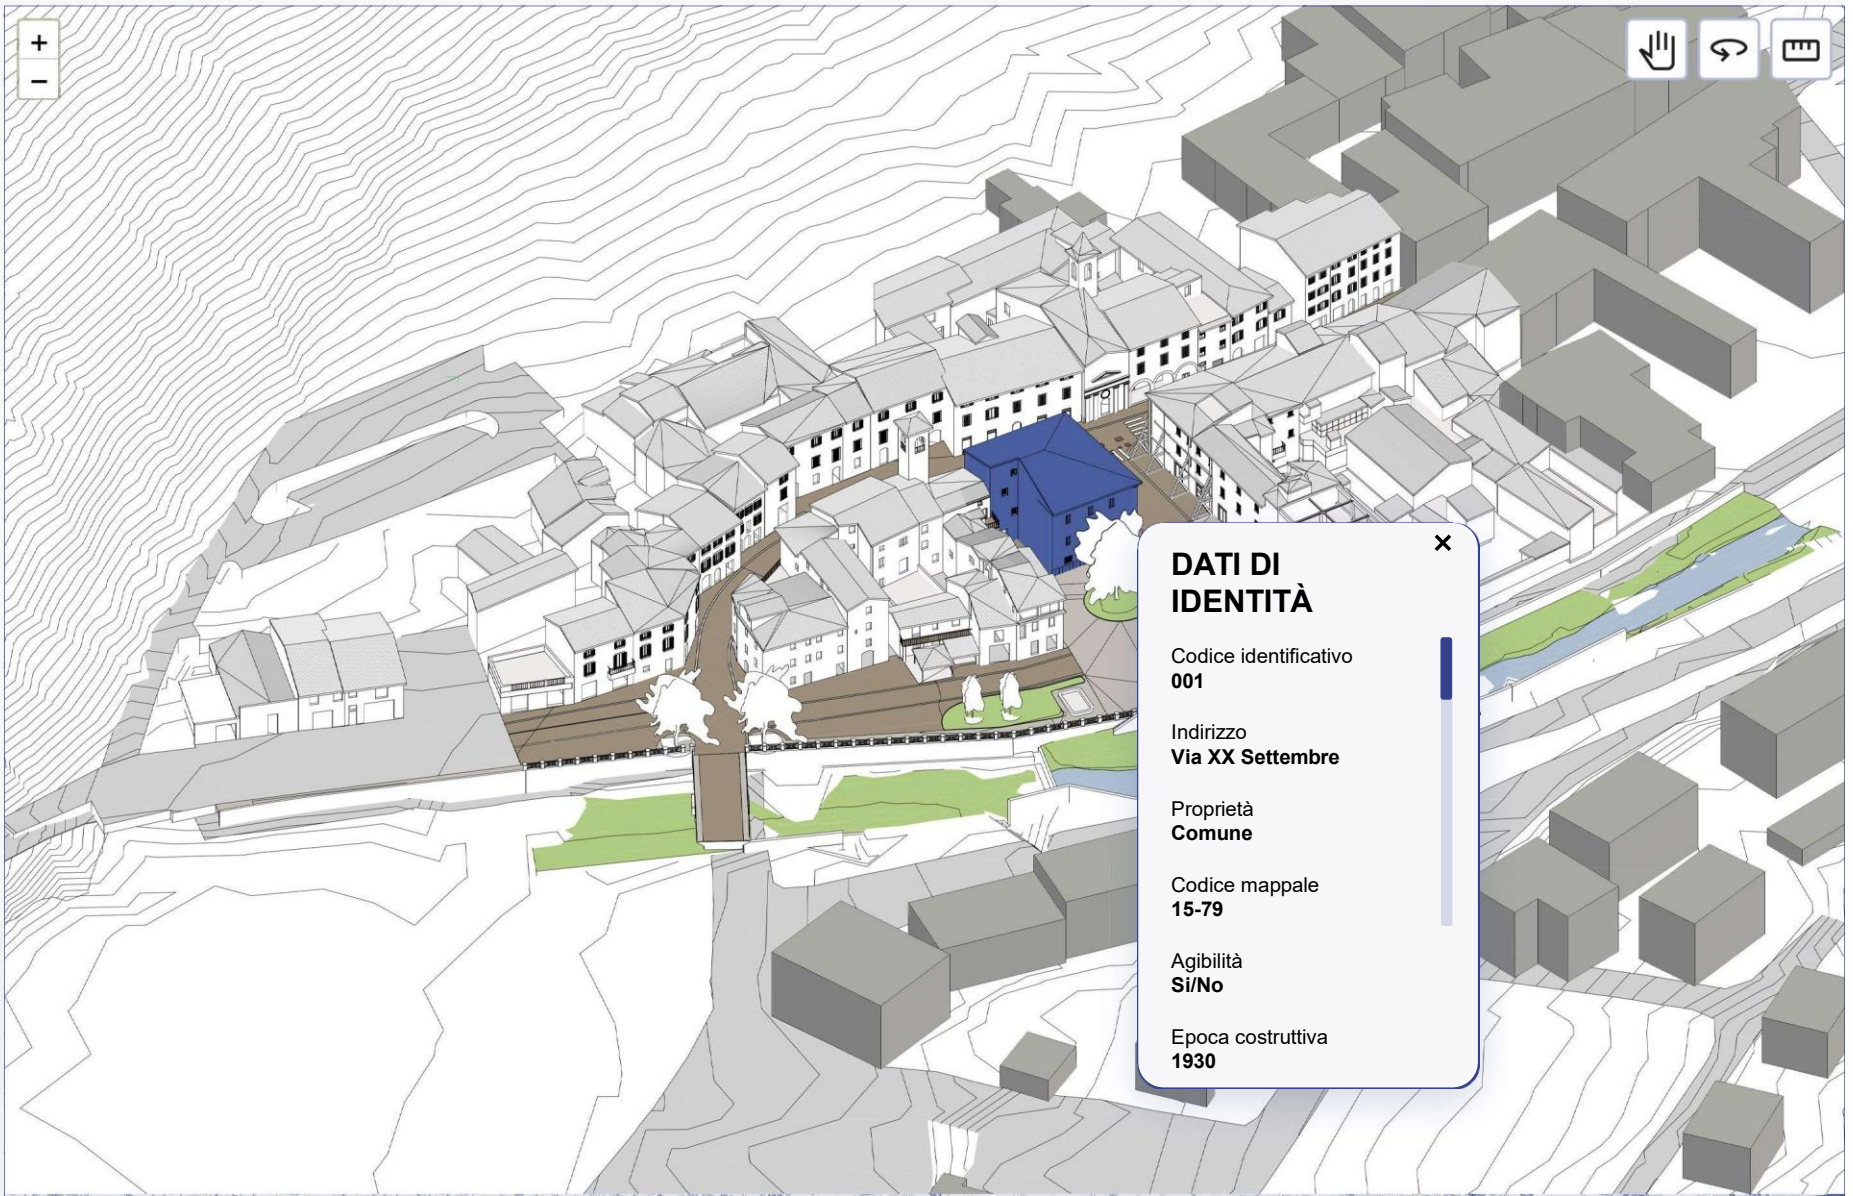 +
−
DATI DI
IDENTITÀ
Codice identificativo
001
Indirizzo
Via XX Settembre
Proprietà
Comune
Codice mappale
15-79
Agibilità
Si/No
Epoca costruttiva
1930